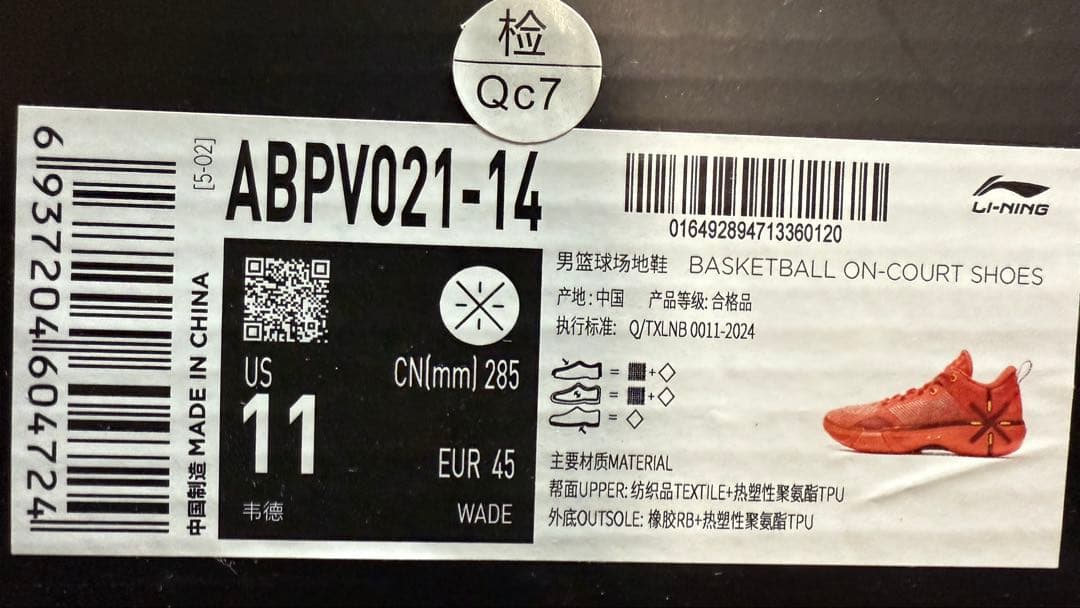 检
Qc7
6937204604724
[5-02]
中国制造 MADE IN CHINA
ABPV021-14
US
11
CN(mm) 285
EUR 45
韦德
WADE
016492894713360120
LI-NING
男篮球场地鞋 BASKETBALL ON-COURT SHOES
产地: 中国 产品等级: 合格品
执行标准: Q/TXLNB 0011-2024
主要材质MATERIAL
帮面UPPER: 纺织品TEXTILE+热塑性聚氨酯TPU
外底OUTSOLE: 橡胶RB+热塑性聚氨酯TPU